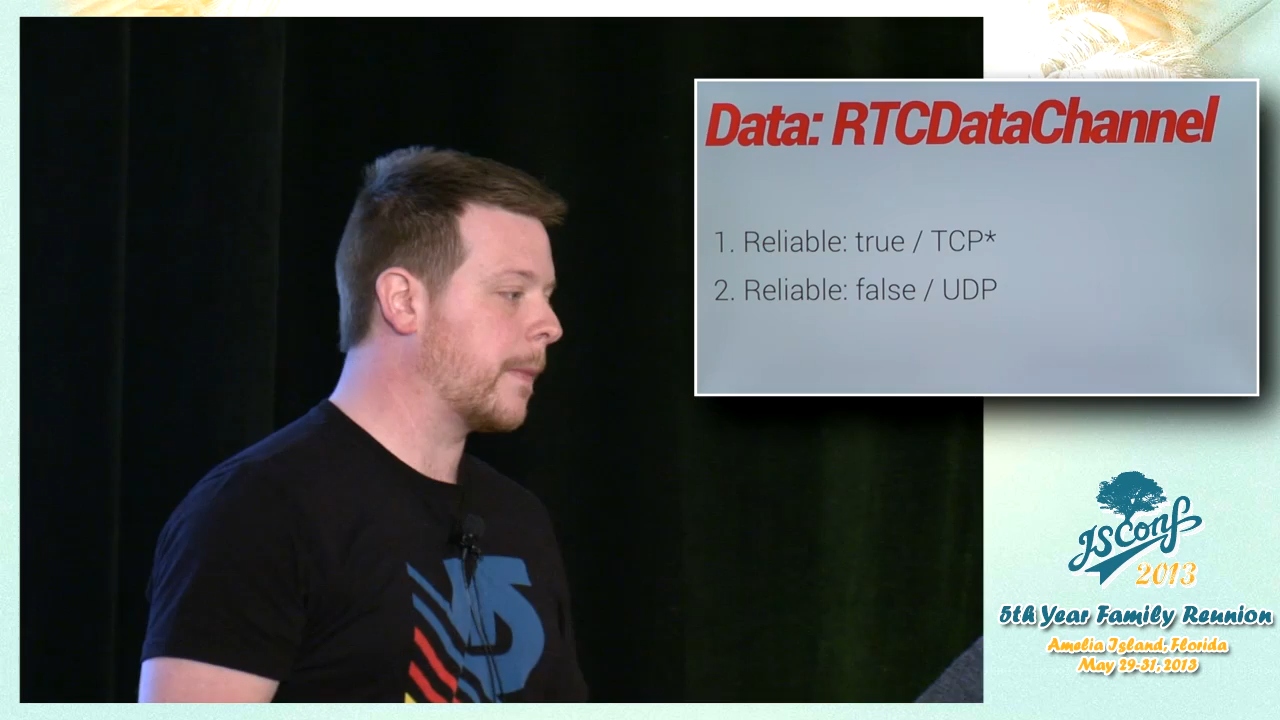 Data: RTCDataChannel
1. Reliable: true / TCP*
2. Reliable: false / UDP
JSConf
2013
5th Year Family Reunion
Amelia Island, Florida
May 29-31, 2013